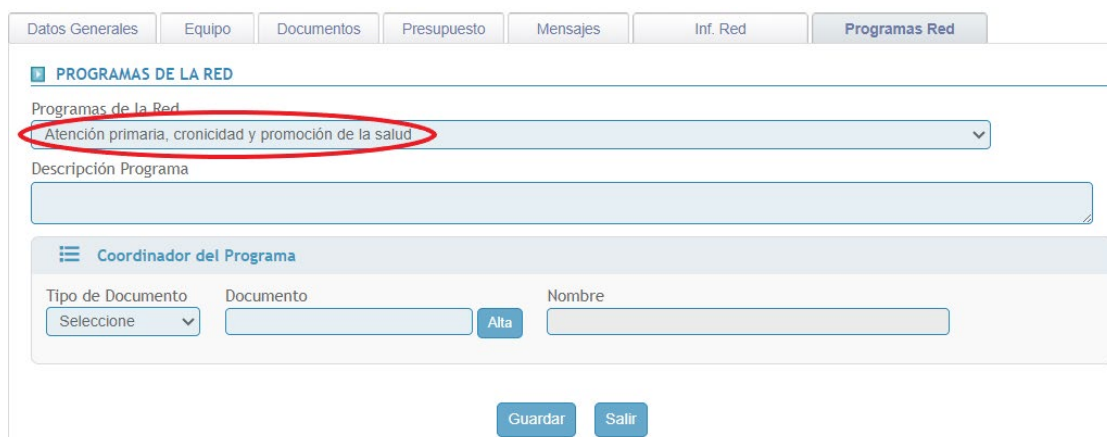 Datos Generales Equipo Documentos Presupuesto Mensajes Inf. Red Programas Red
PROGRAMAS DE LA RED
Programas de la Red
Atención primaria, cronicidad y promoción de la salud
Descripción Programa
Coordinador del Programa
Tipo de Documento Documento Nombre
Seleccione Alta
Guardar Salir